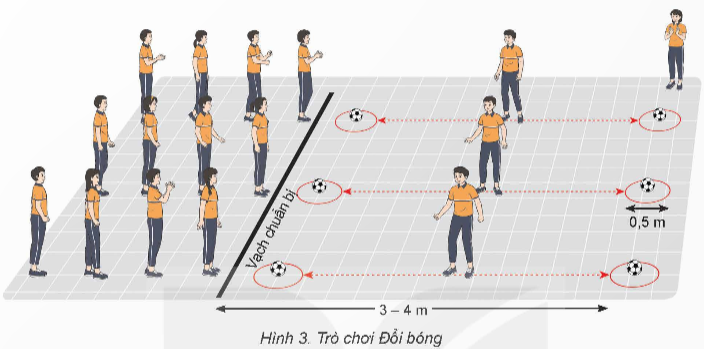 Vạch chuẩn bị
0,5 m
3 – 4 m
Hình 3. Trò chơi Đổi bóng